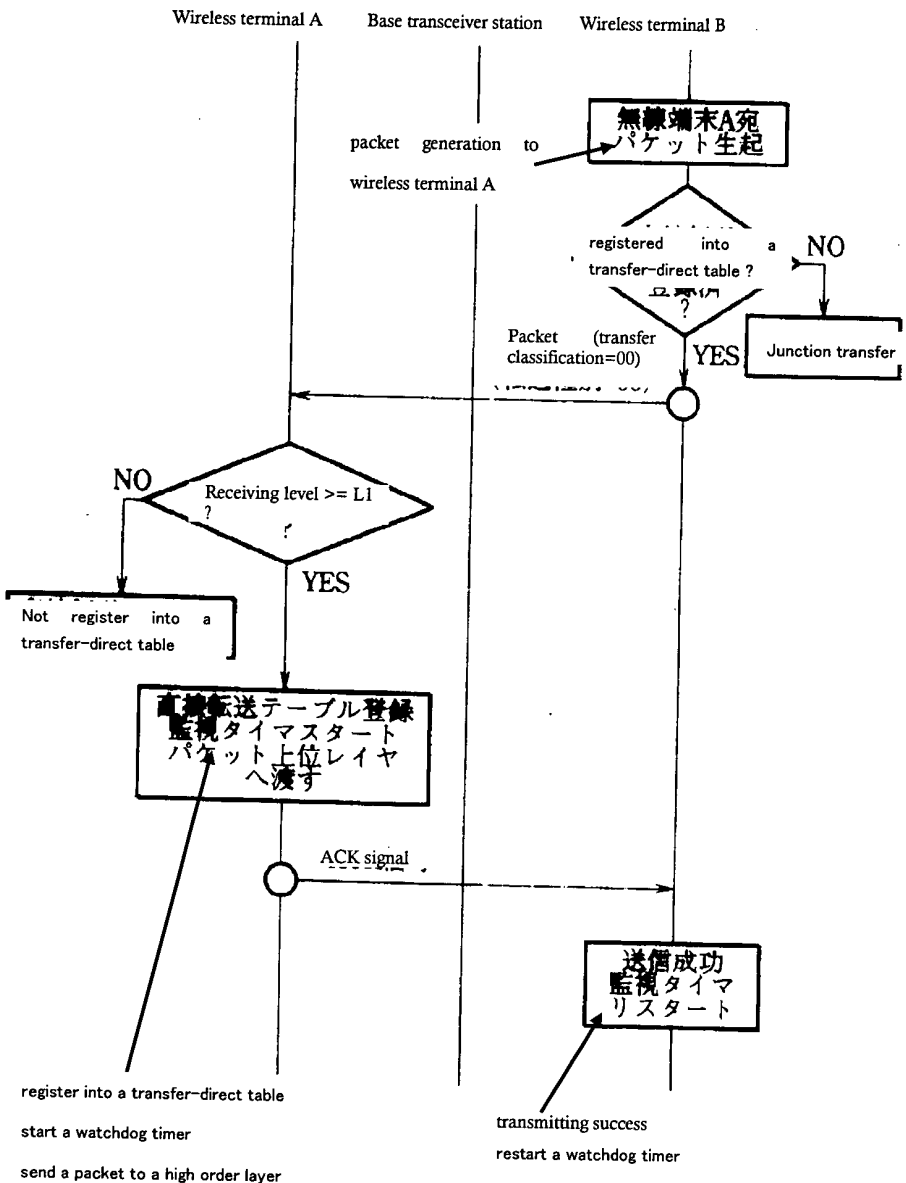 Wireless terminal A
Base transceiver station
Wireless terminal B
無線端末A宛
パケット生起
packet generation to
wireless terminal A
registered into a
transfer-direct table ?
登録済
?
NO
Junction transfer
YES
Packet (transfer
classification=00)
Receiving level >= L1
?
NO
YES
Not register into a
transfer-direct table
直接転送テーブル登録
監視タイマスタート
パケット上位レイヤ
へ渡す
ACK signal
送信成功
監視タイマ
リスタート
register into a transfer-direct table
start a watchdog timer
send a packet to a high order layer
transmitting success
restart a watchdog timer